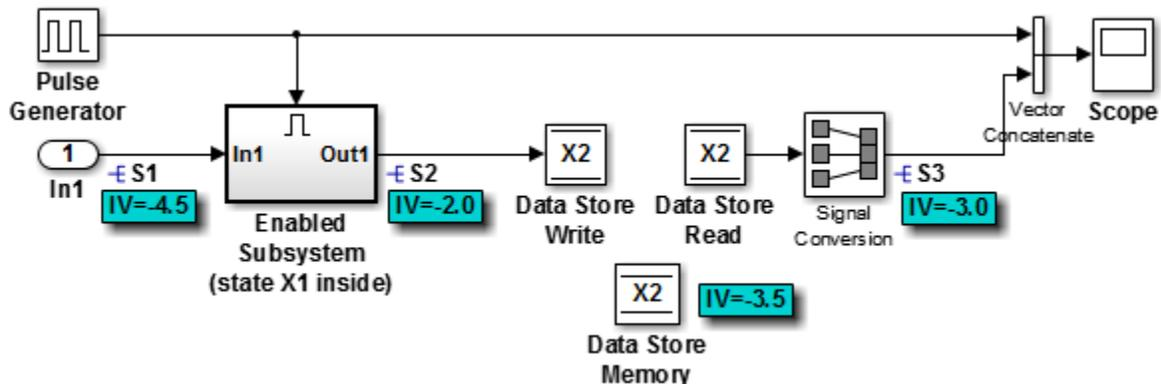 Pulse
Generator
1
In1
S1
IV=-4.5
In1 Out1
Enabled
Subsystem
(state X1 inside)
S2
IV=-2.0
X2
Data Store
Write
X2
Data Store
Read
Signal
Conversion
S3
IV=-3.0
Vector
Concatenate
Scope
X2
IV=-3.5
Data Store
Memory